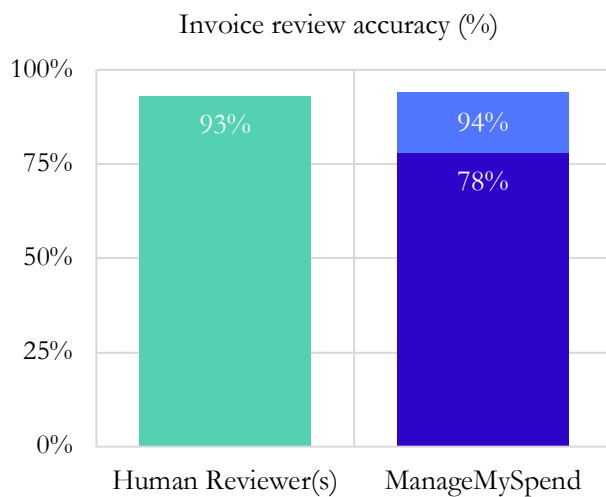 Invoice review accuracy (%)
100%
93%
94%
75%
78%
50%
25%
0%
Human Reviewer(s)
ManageMySpend